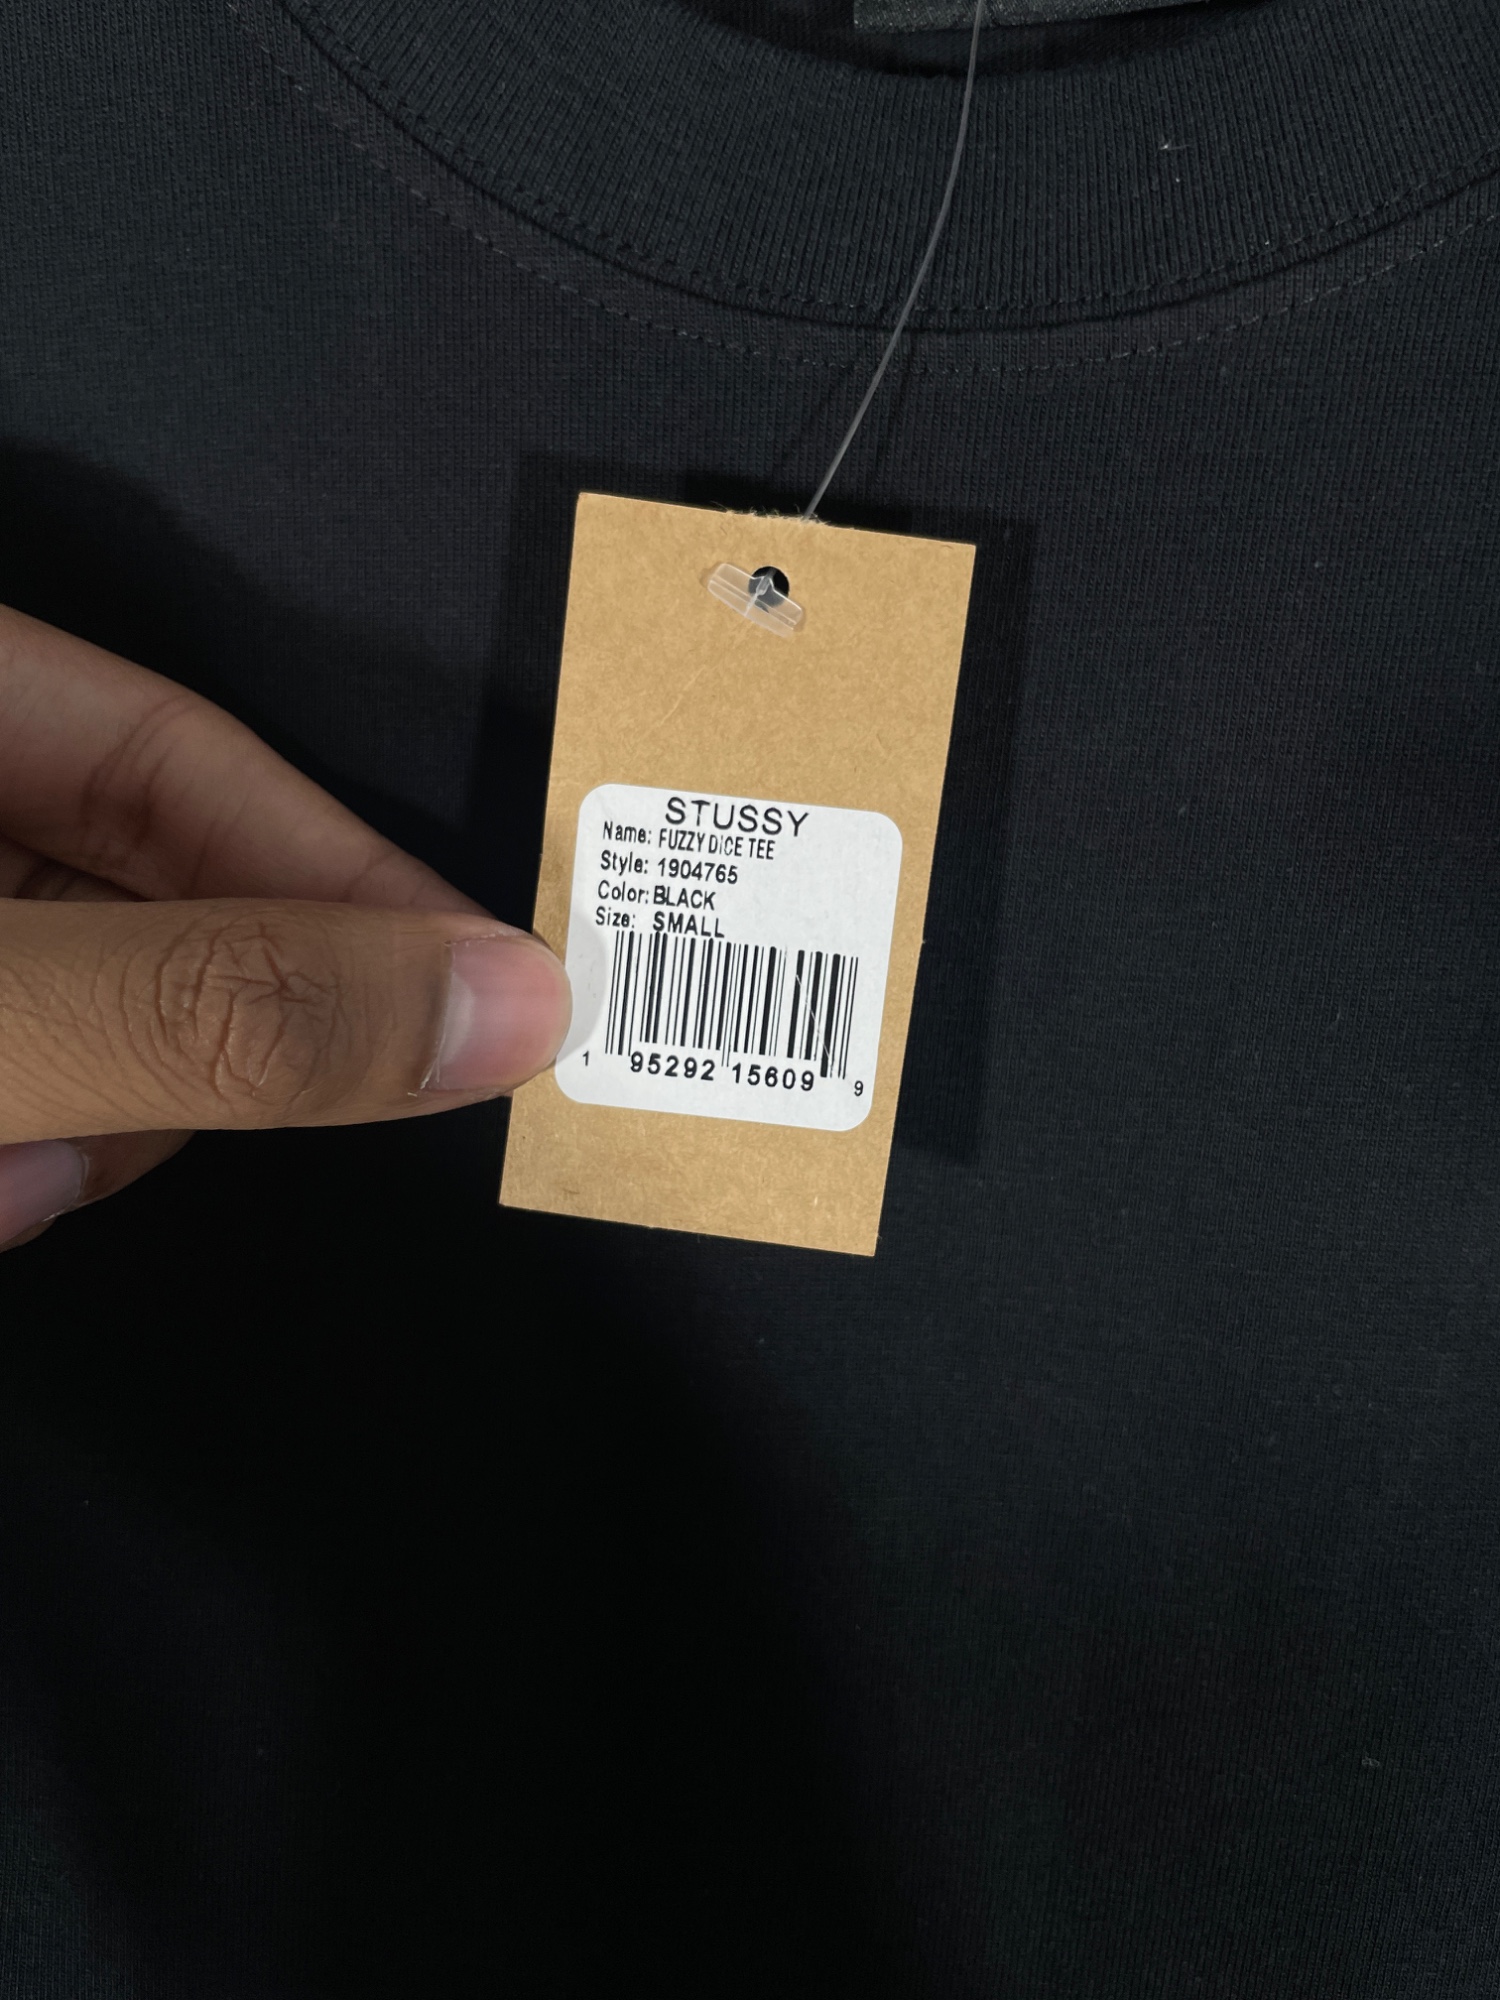 STUSSY
Name: FUZZY DICE TEE
Style: 1904765
Color: BLACK
Size: SMALL
1 95292 15609 9